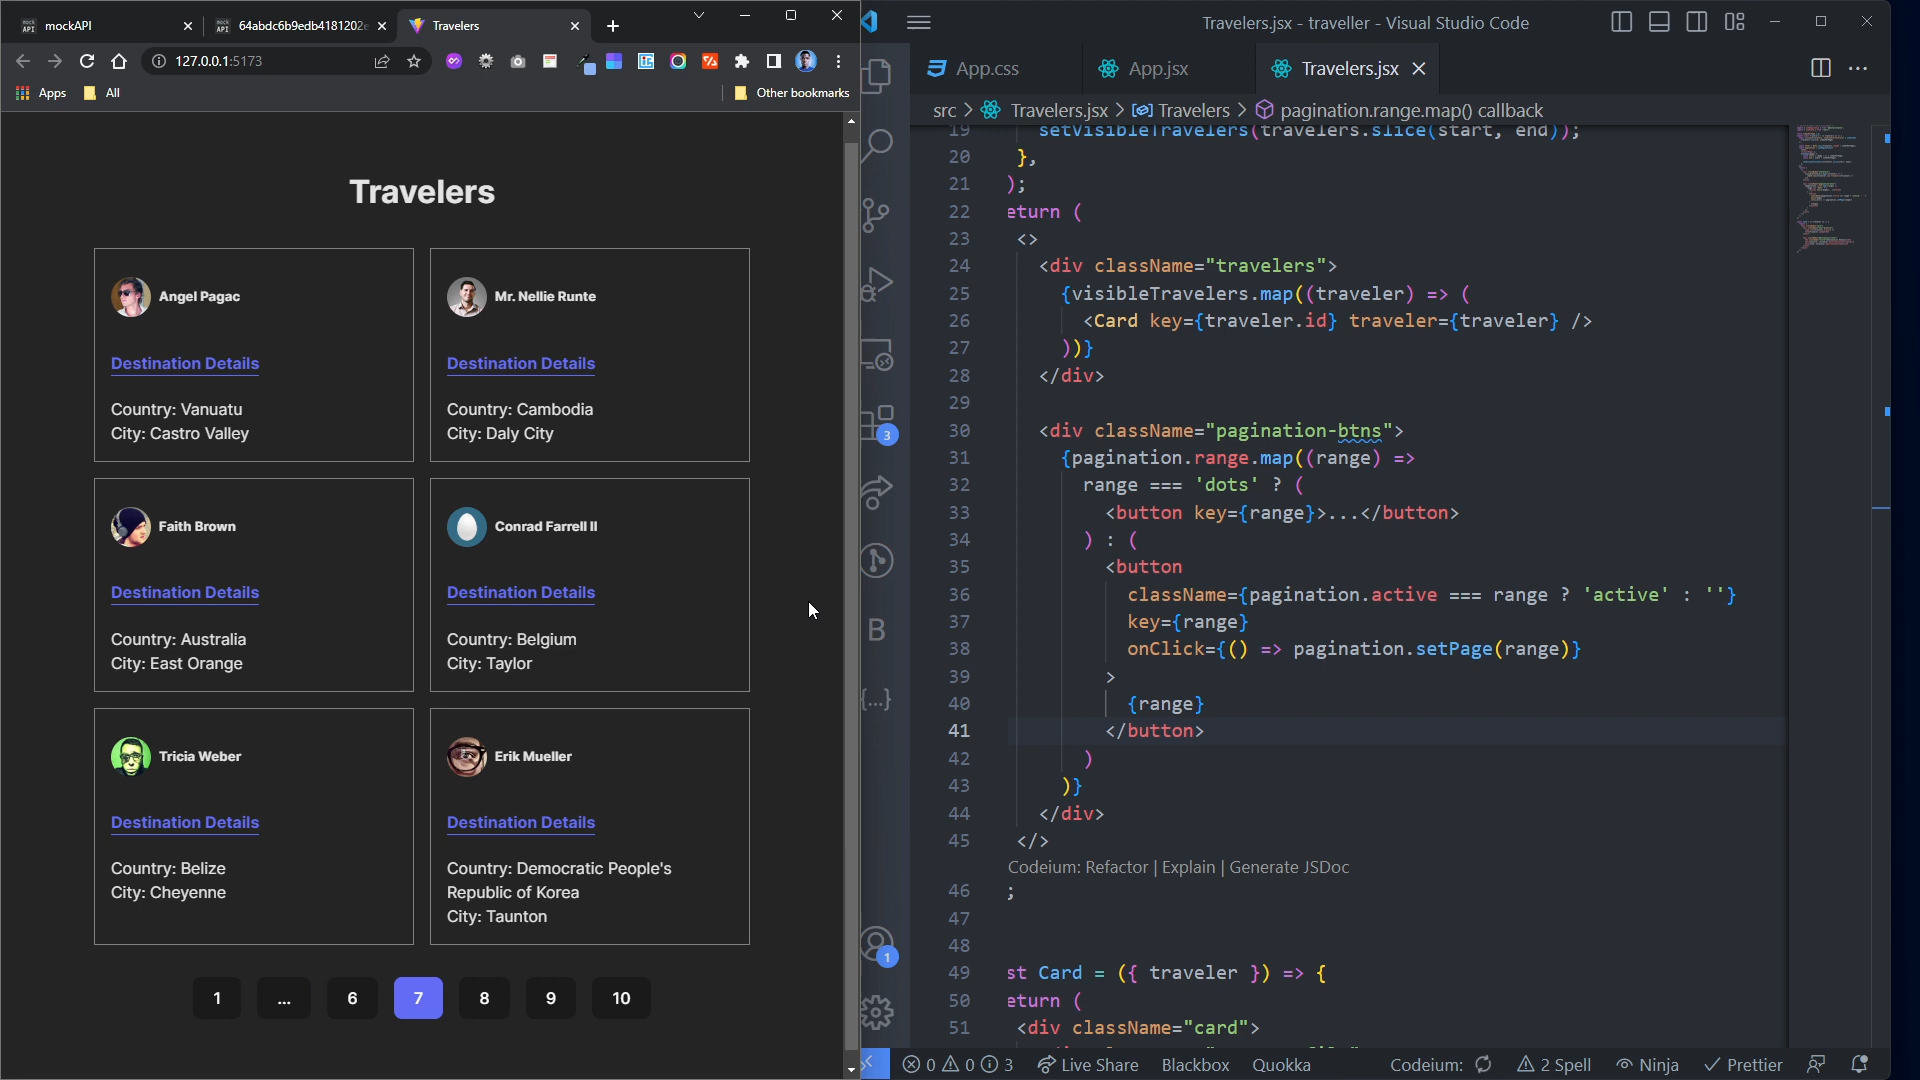 mockAPI
64abdc6b9edb4181202e
Travelers
127.0.0.1:5173
Apps
All
Other bookmarks
Travelers
Angel Pagac
Destination Details
Country: Vanuatu
City: Castro Valley
Mr. Nellie Runte
Destination Details
Country: Cambodia
City: Daly City
Faith Brown
Destination Details
Country: Australia
City: East Orange
Conrad Farrell II
Destination Details
Country: Belgium
City: Taylor
Tricia Weber
Destination Details
Country: Belize
City: Cheyenne
Erik Mueller
Destination Details
Country: Democratic People's
Republic of Korea
City: Taunton
1 ... 6 7 8 9 10
Travelers.jsx - traveller - Visual Studio Code
App.css
App.jsx
Travelers.jsx
src > Travelers.jsx > Travelers > pagination.range.map() callback
19 setVisibleTravelers(travelers.slice(start, end));
20 },
21 );
22 eturn (
23 <>
24 <div className="travelers">
25 {visibleTravelers.map((traveler) => (
26 <Card key={traveler.id} traveler={traveler} />
27 ))}
28 </div>
29
30 <div className="pagination-btns">
31 {pagination.range.map((range) =>
32 range === 'dots' ? (
33 <button key={range}>...</button>
34 ) : (
35 <button
36 className={pagination.active === range ? 'active' : ''}
37 key={range}
38 onClick={() => pagination.setPage(range)}
39 >
40 {range}
41 </button>
42 )
43 )}
44 </div>
45 </>
Codeium: Refactor | Explain | Generate JSDoc
46 ;
47
48
49 st Card = ({ traveler }) => {
50 eturn (
51 <div className="card">
3
B
{...}
1
0 0 3 Live Share Blackbox Quokka Codeium: 2 Spell Ninja Prettier